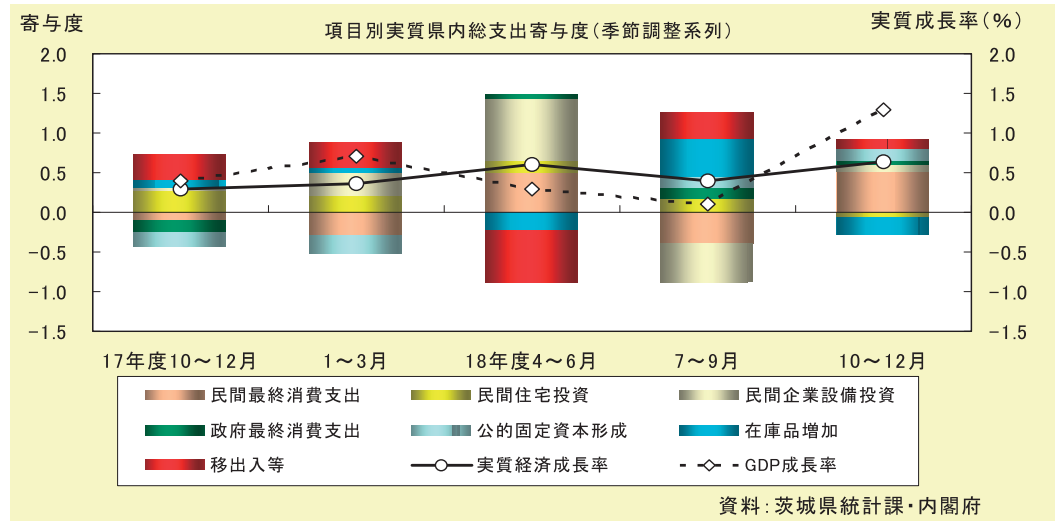 寄与度
項目別実質県内総支出寄与度(季節調整系列)
実質成長率(%)
2.0 2.0
1.5 1.5
1.0 1.0
0.5 0.5
0.0 0.0
−0.5 −0.5
−1.0 −1.0
−1.5 −1.5
17年度10〜12月 1〜3月 18年度4〜6月 7〜9月 10〜12月
民間最終消費支出 民間住宅投資 民間企業設備投資
政府最終消費支出 公的固定資本形成 在庫品増加
移出入等 実質経済成長率 GDP成長率
資料:茨城県統計課・内閣府